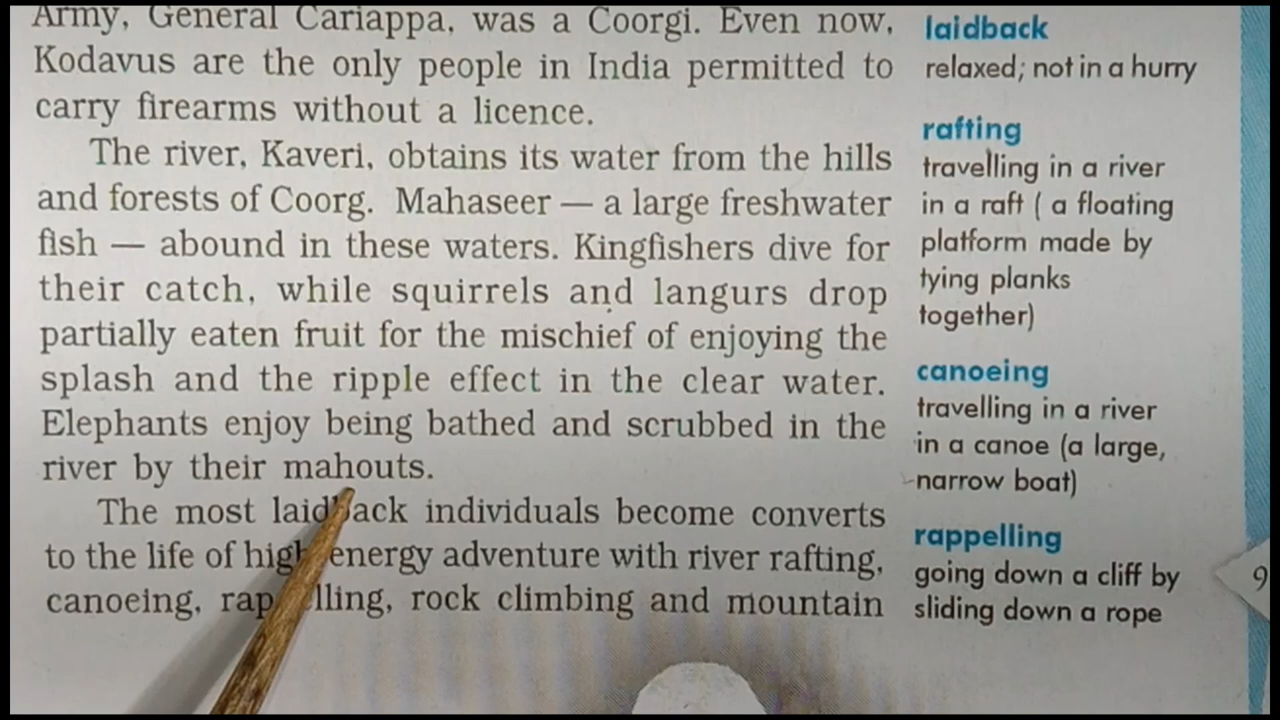 Army, General Cariappa, was a Coorgi. Even now,
Kodavus are the only people in India permitted to
carry firearms without a licence.
The river, Kaveri, obtains its water from the hills
and forests of Coorg. Mahaseer — a large freshwater
fish — abound in these waters. Kingfishers dive for
their catch, while squirrels and langurs drop
partially eaten fruit for the mischief of enjoying the
splash and the ripple effect in the clear water.
Elephants enjoy being bathed and scrubbed in the
river by their mahouts.
The most laidback individuals become converts
to the life of high energy adventure with river rafting,
canoeing, rappelling, rock climbing and mountain
laidback
relaxed; not in a hurry
rafting
travelling in a river
in a raft ( a floating
platform made by
tying planks
together)
canoeing
travelling in a river
in a canoe (a large,
narrow boat)
rappelling
going down a cliff by
sliding down a rope